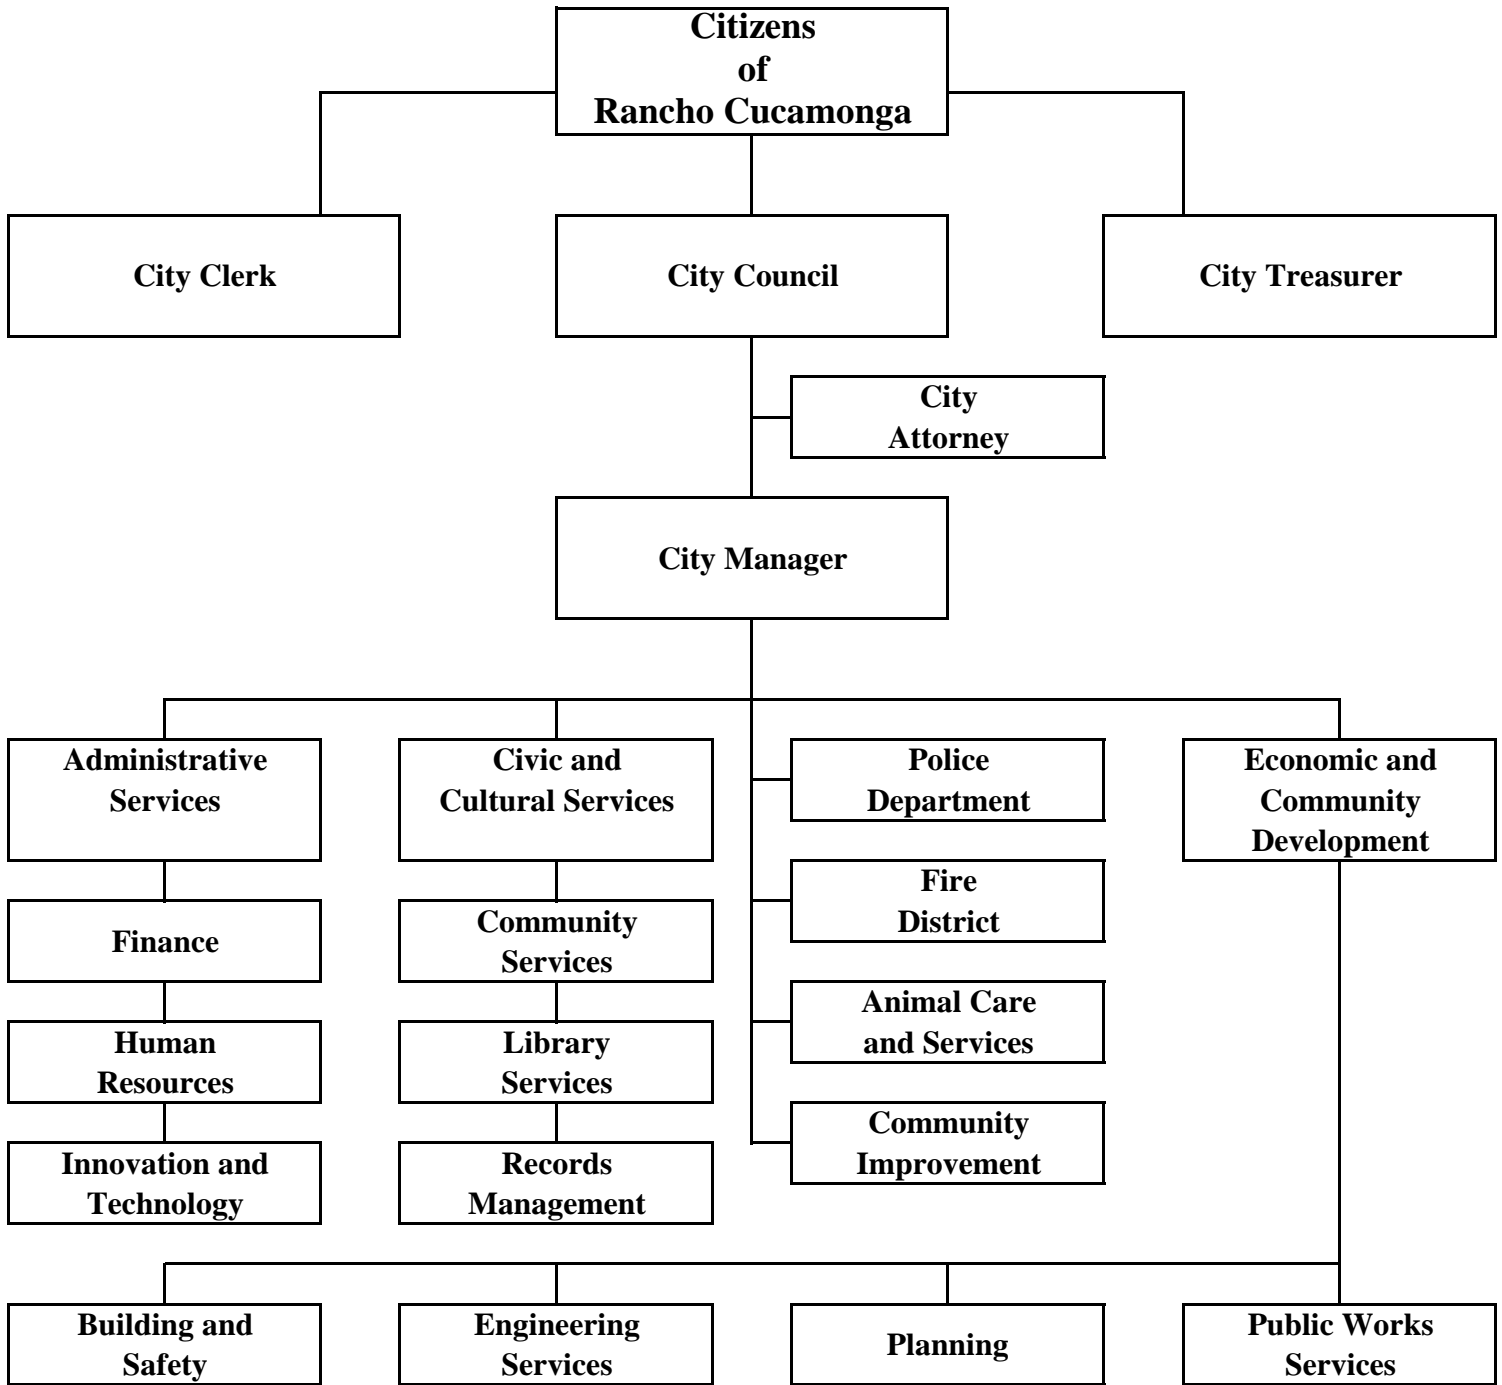 Citizens
of
Rancho Cucamonga
City Clerk
City Council
City Treasurer
City
Attorney
City Manager
Administrative
Services
Civic and
Cultural Services
Police
Department
Economic and
Community
Development
Finance
Community
Services
Fire
District
Human
Resources
Library
Services
Animal Care
and Services
Innovation and
Technology
Records
Management
Community
Improvement
Building and
Safety
Engineering
Services
Planning
Public Works
Services